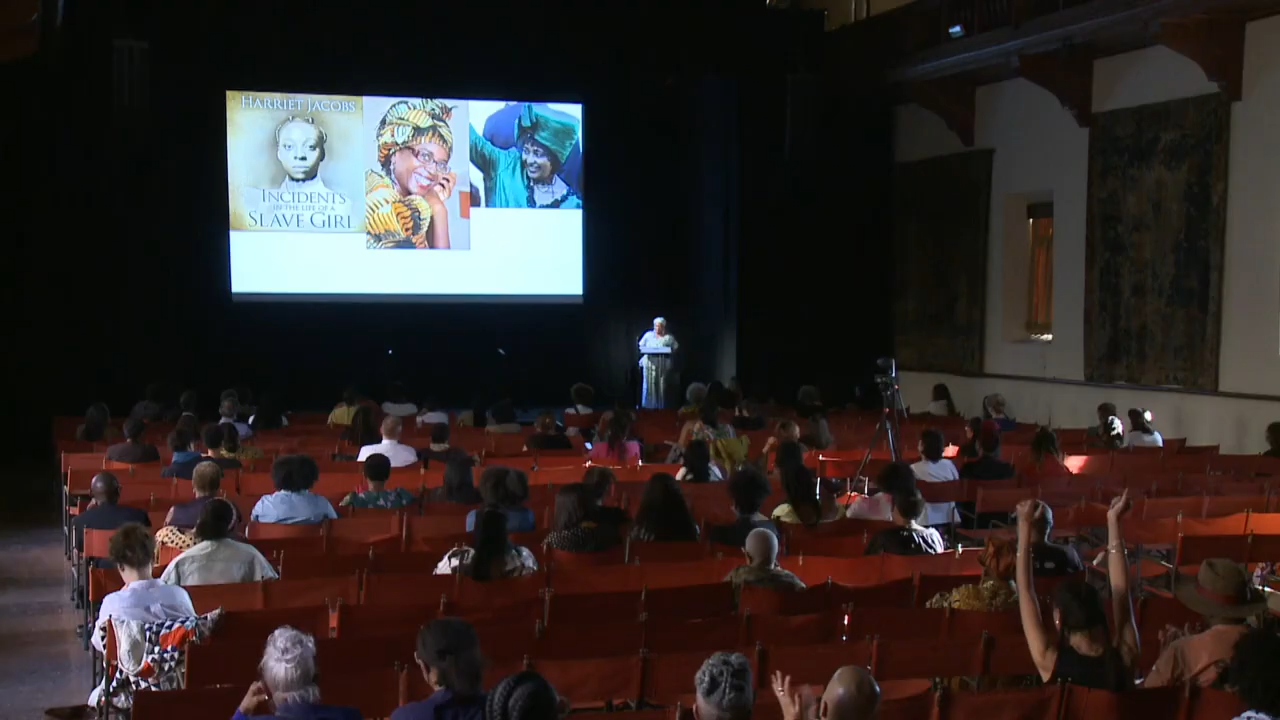 HARRIET JACOBS
INCIDENTS
IN THE LIFE OF A
SLAVE GIRL